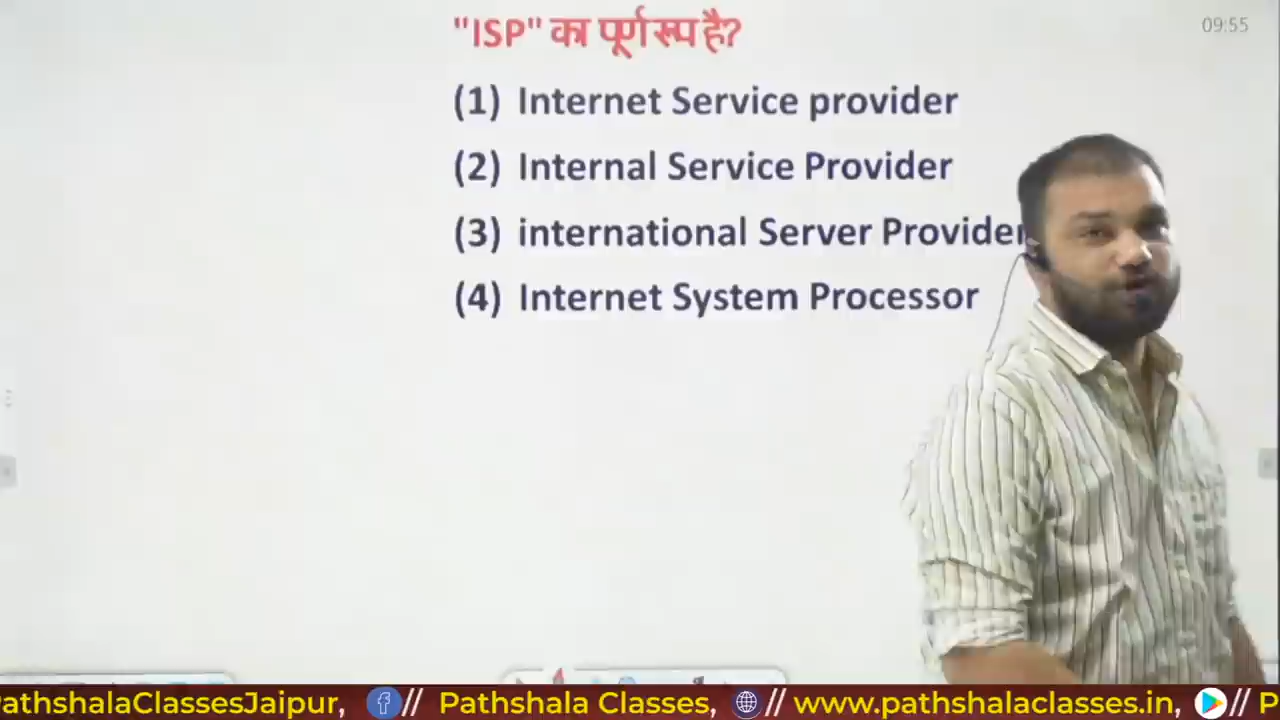 "ISP" का पूर्ण रूप है?
09:55
(1) Internet Service provider
(2) Internal Service Provider
(3) international Server Provider
(4) Internet System Processor
PathshalaClassesJaipur, // Pathshala Classes, // www.pathshalaclasses.in, // P